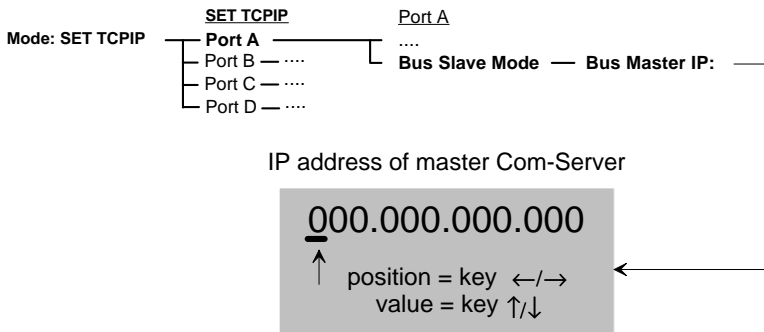 SET TCPIP
Port A
Mode: SET TCPIP
Port A
....
Port B
....
Bus Slave Mode
Bus Master IP:
Port C
....
Port D
....
IP address of master Com-Server
000.000.000.000
position = key ←/→
value = key ↑/↓